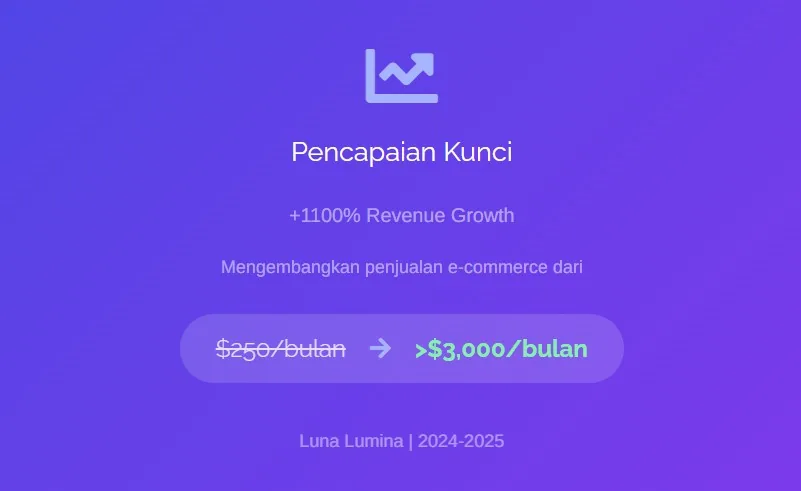 Pencapaian Kunci
+1100% Revenue Growth
Mengembangkan penjualan e-commerce dari
$250/bulan → >$3,000/bulan
Luna Lumina | 2024-2025